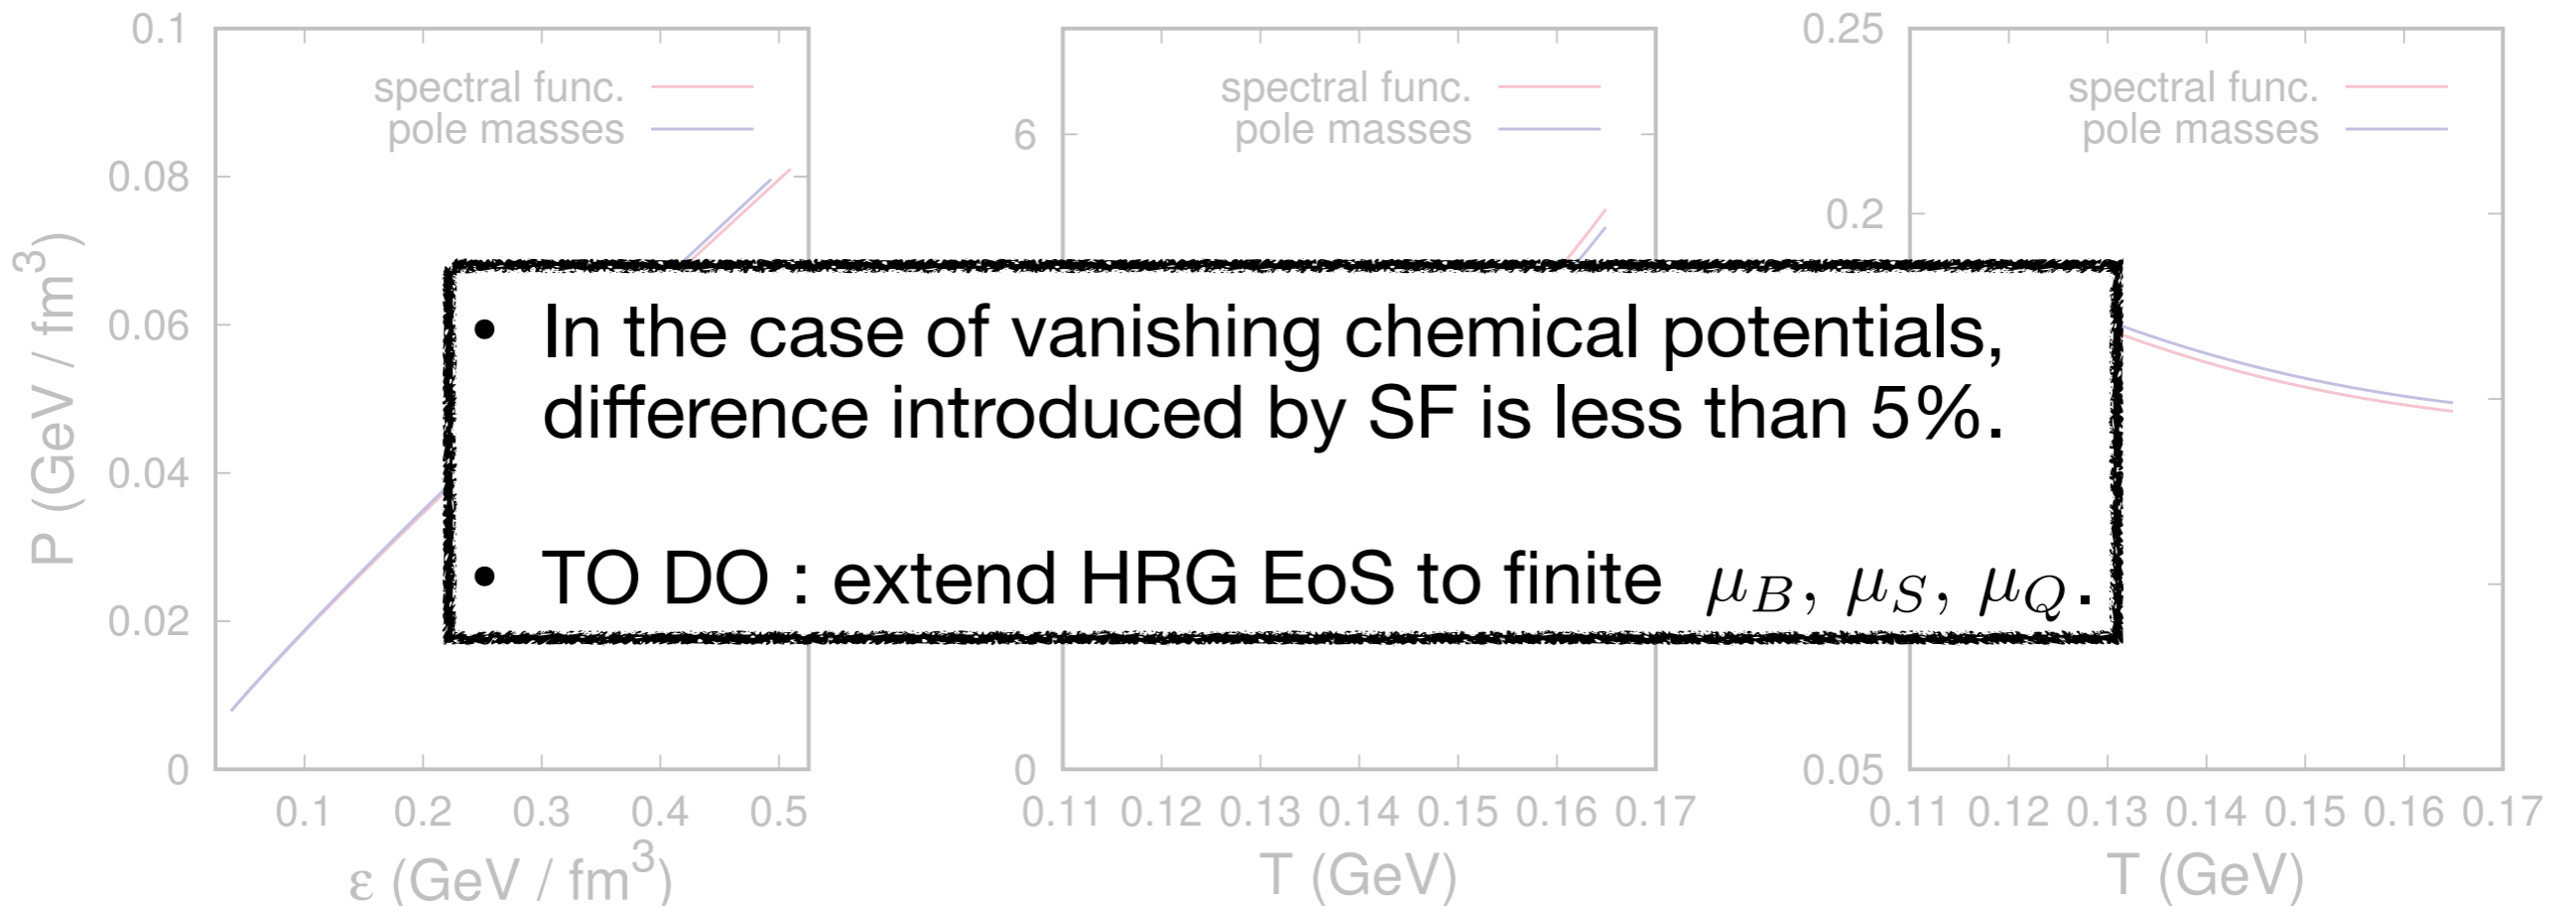 0.1
0.08
0.06
0.04
0.02
0
P (GeV / fm³)
spectral func.
pole masses
0.1 0.2 0.3 0.4 0.5
ε (GeV / fm³)
6
0
spectral func.
pole masses
0.11 0.12 0.13 0.14 0.15 0.16 0.17
T (GeV)
0.25
0.2
0.05
spectral func.
pole masses
0.11 0.12 0.13 0.14 0.15 0.16 0.17
T (GeV)
• In the case of vanishing chemical potentials,
difference introduced by SF is less than 5%.
• TO DO : extend HRG EoS to finite μ_B, μ_S, μ_Q.